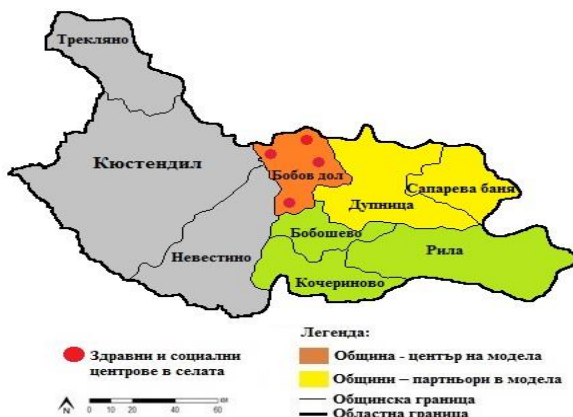 Трекляно
Кюстендил
Бобов дол
Сапарева баня
Дупница
Бобошево
Невестино
Рила
Кочериново
Легенда:
Здравни и социални
центрове в селата
Община - център на модела
Общини – партньори в модела
Общинска граница
Областна граница
N
0 10 20 40 60
КМ